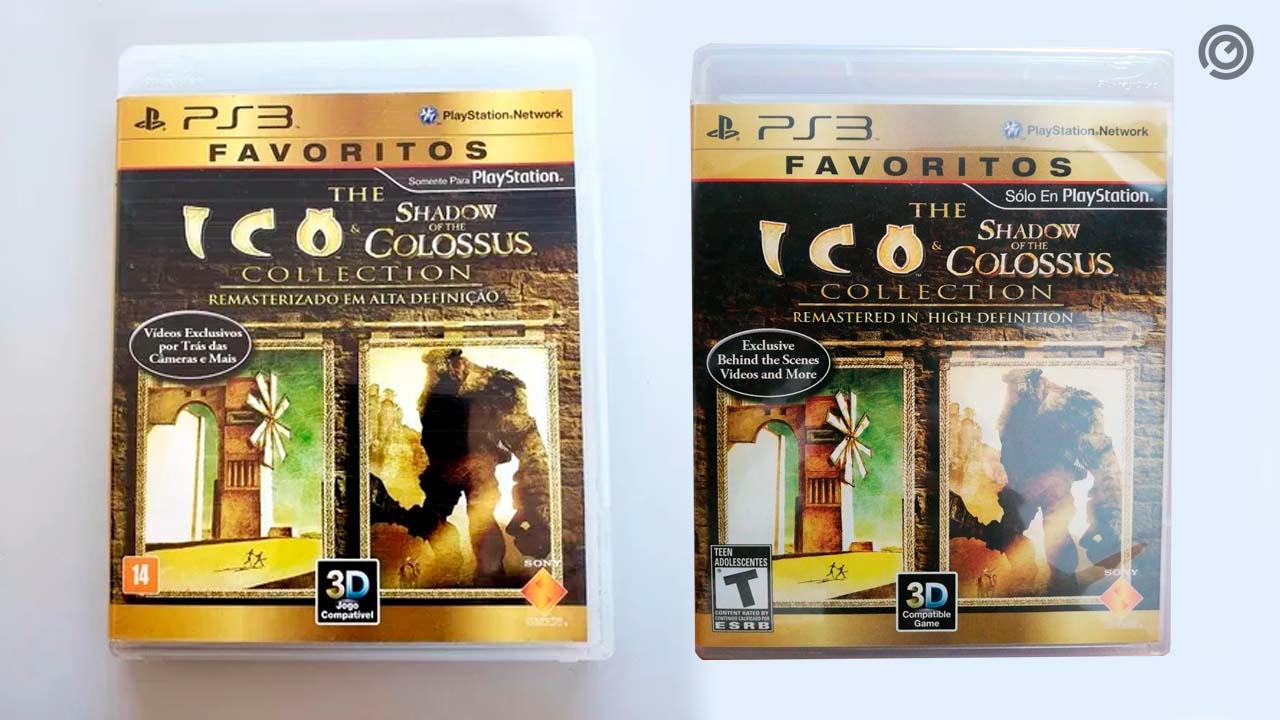 PS3
PlayStation®Network
FAVORITOS
Somente Para PlayStation®
THE
ICO & SHADOW OF THE COLOSSUS™
COLLECTION
REMASTERIZADO EM ALTA DEFINIÇÃO
Vídeos Exclusivos
por Trás das
Câmeras e Mais
14
3D
Jogo
Compatível
SONY
PS3
PlayStation®Network
FAVORITOS
Sólo En PlayStation®
THE
ICO™ & SHADOW OF THE COLOSSUS™
COLLECTION
REMASTERED IN HIGH DEFINITION
Exclusive
Behind the Scenes
Videos and More
TEEN
ADOLESCENTES
T
CONTENT RATED BY
CONTENIDO CALIFICADO POR
ESRB
3D
Compatible
Game
SONY